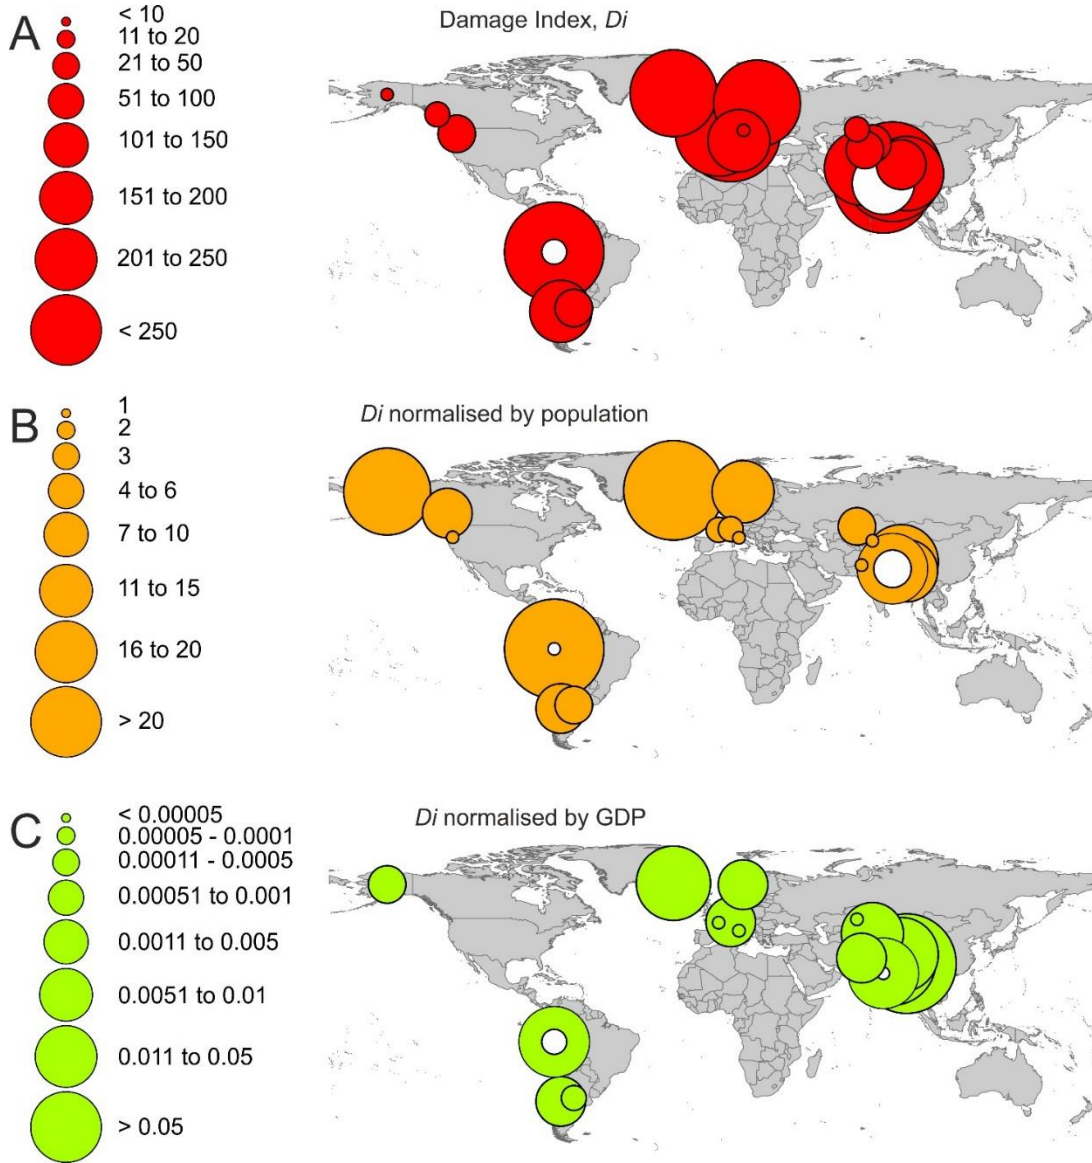 A
Damage Index, Di
< 10
11 to 20
21 to 50
51 to 100
101 to 150
151 to 200
201 to 250
< 250
B
Di normalised by population
1
2
3
4 to 6
7 to 10
11 to 15
16 to 20
> 20
C
Di normalised by GDP
< 0.00005
0.00005 - 0.0001
0.00011 - 0.0005
0.00051 to 0.001
0.0011 to 0.005
0.0051 to 0.01
0.011 to 0.05
> 0.05